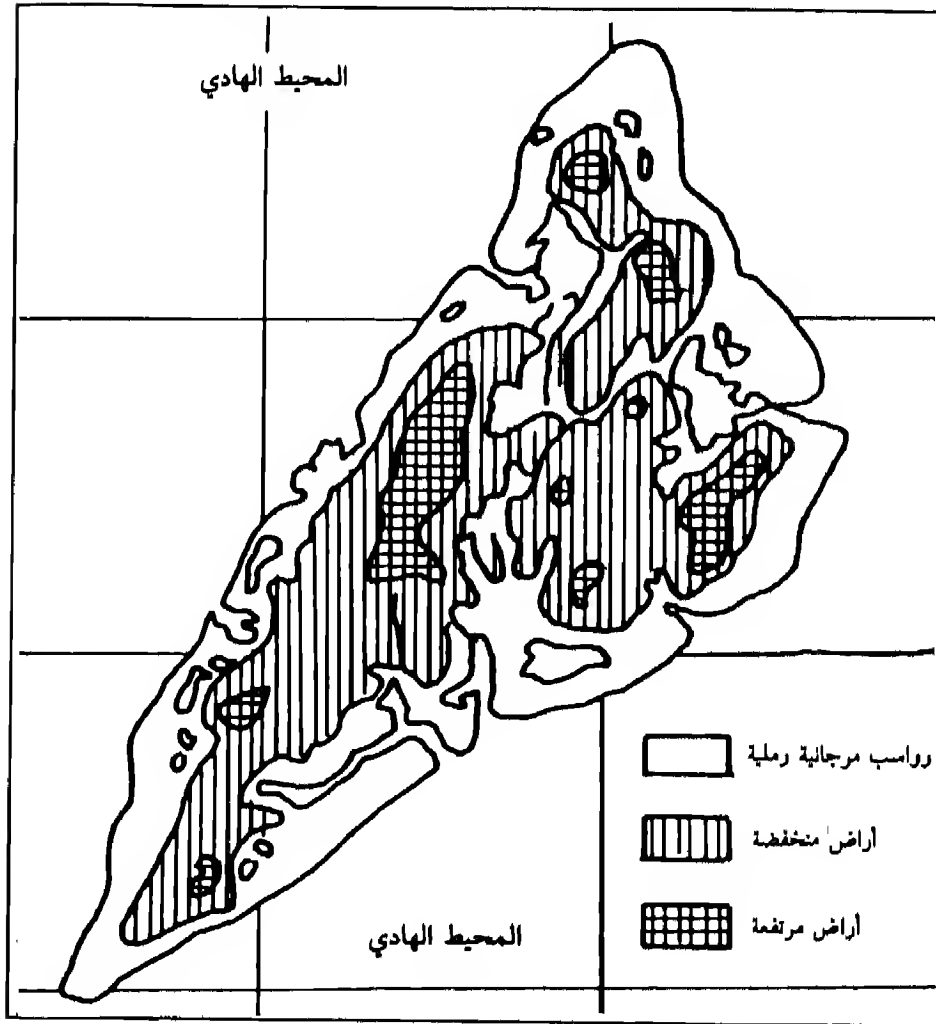 المحيط الهادي
رواسب مرجانية رملية
أراض منخفضة
أراض مرتفعة
المحيط الهادي